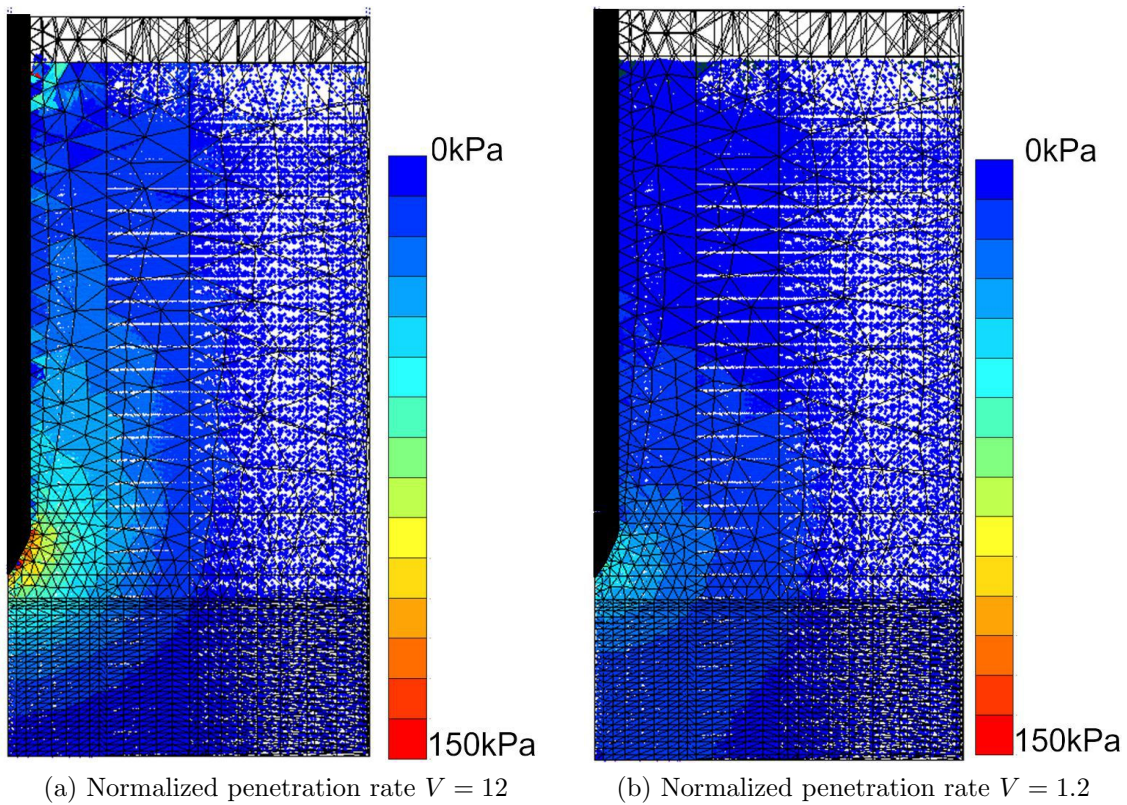 0kPa
150kPa
0kPa
150kPa
(a) Normalized penetration rate V = 12
(b) Normalized penetration rate V = 1.2